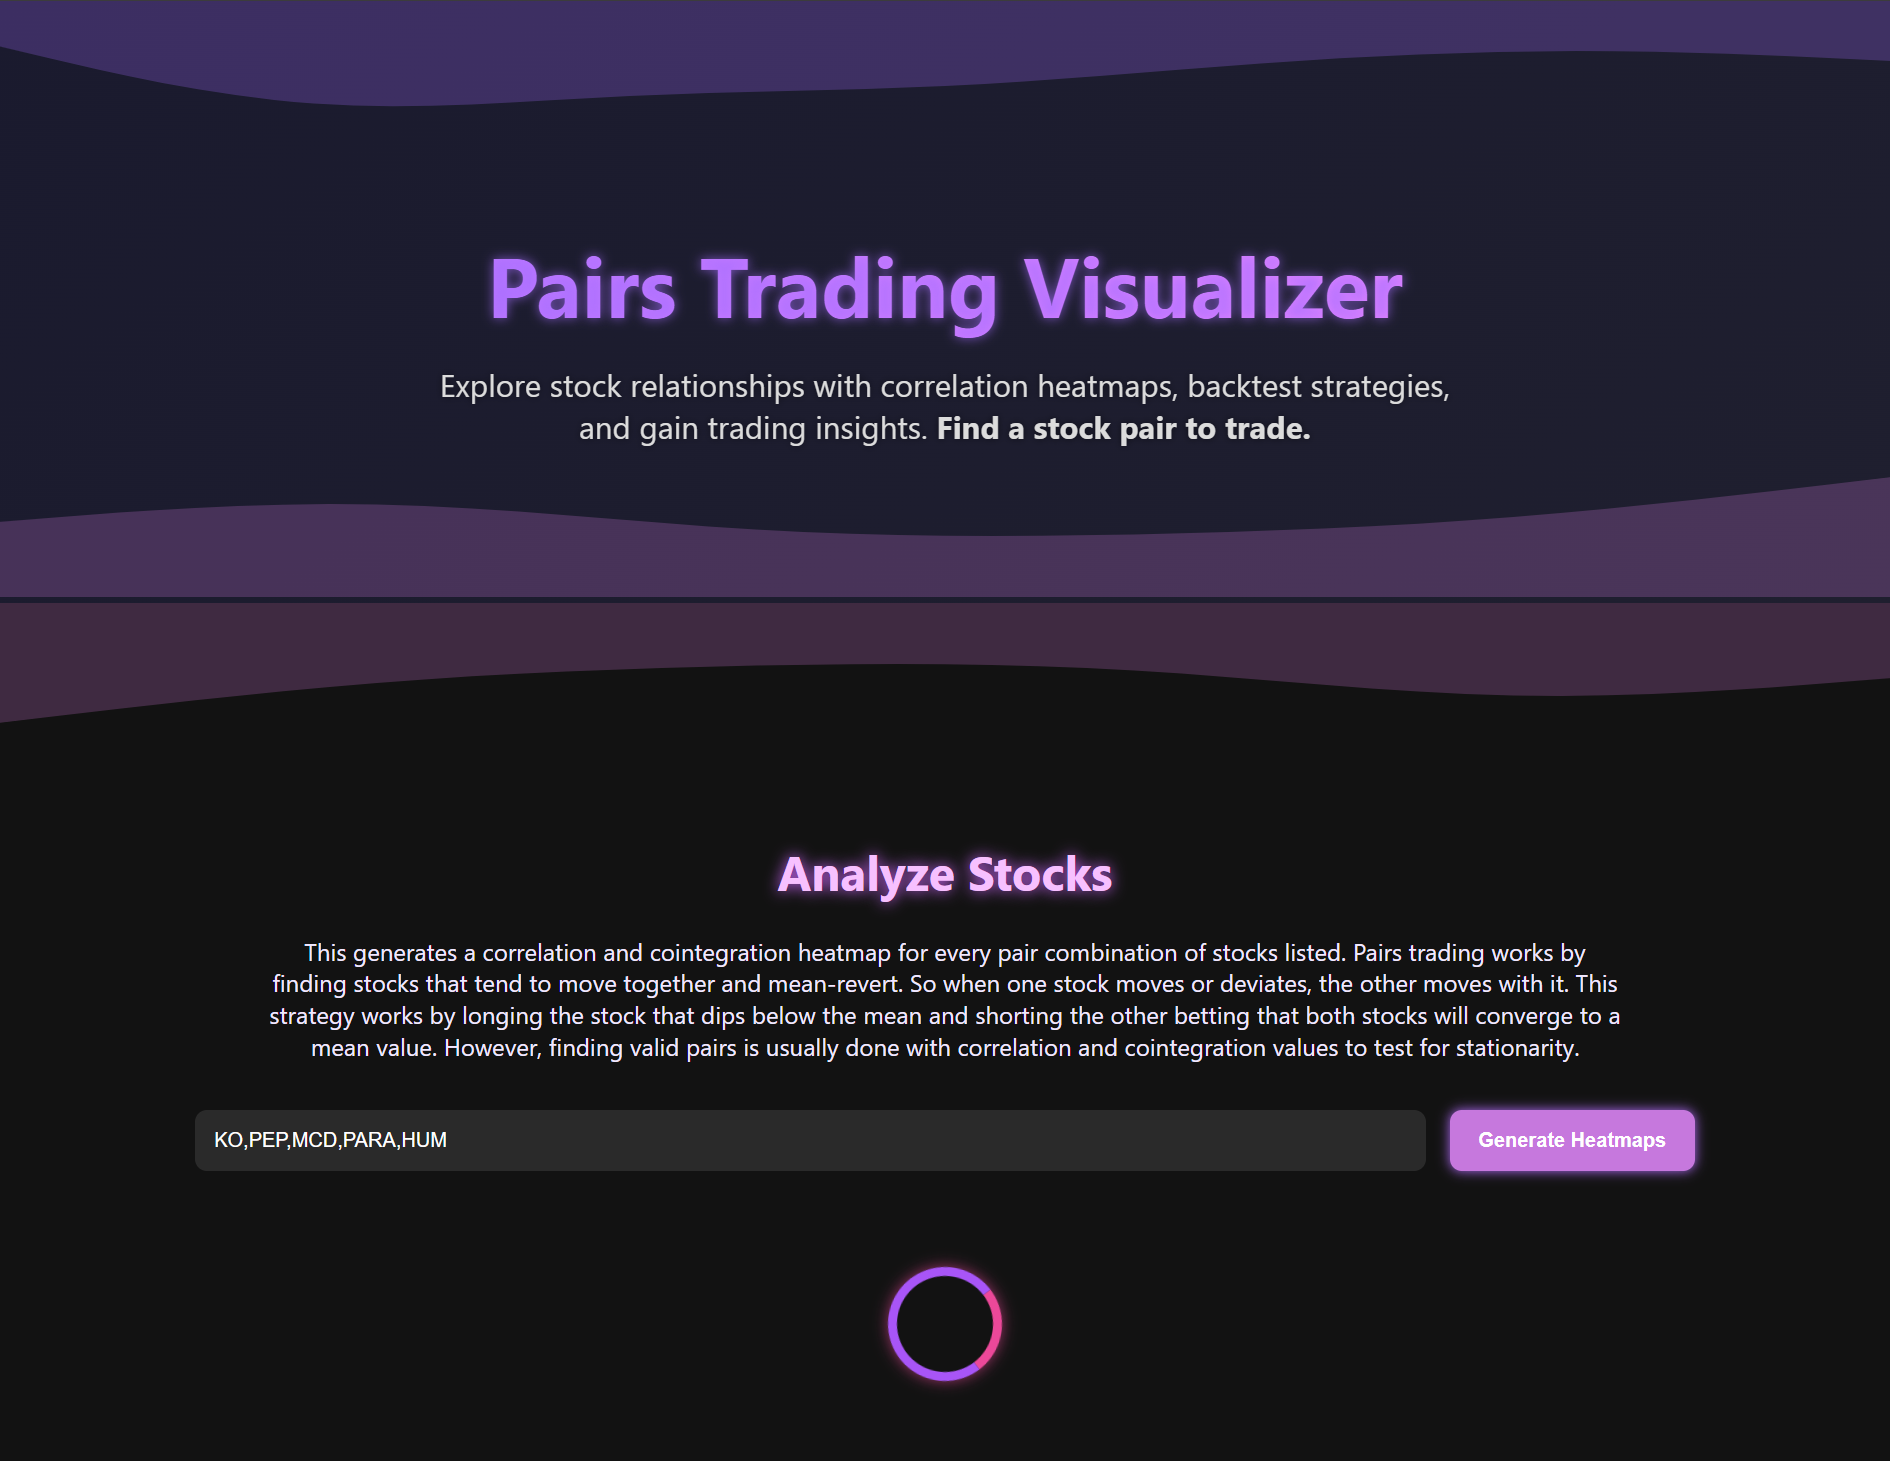 Pairs Trading Visualizer
Explore stock relationships with correlation heatmaps, backtest strategies,
and gain trading insights. Find a stock pair to trade.
Analyze Stocks
This generates a correlation and cointegration heatmap for every pair combination of stocks listed. Pairs trading works by
finding stocks that tend to move together and mean-revert. So when one stock moves or deviates, the other moves with it. This
strategy works by longing the stock that dips below the mean and shorting the other betting that both stocks will converge to a
mean value. However, finding valid pairs is usually done with correlation and cointegration values to test for stationarity.
KO,PEP,MCD,PARA,HUM
Generate Heatmaps